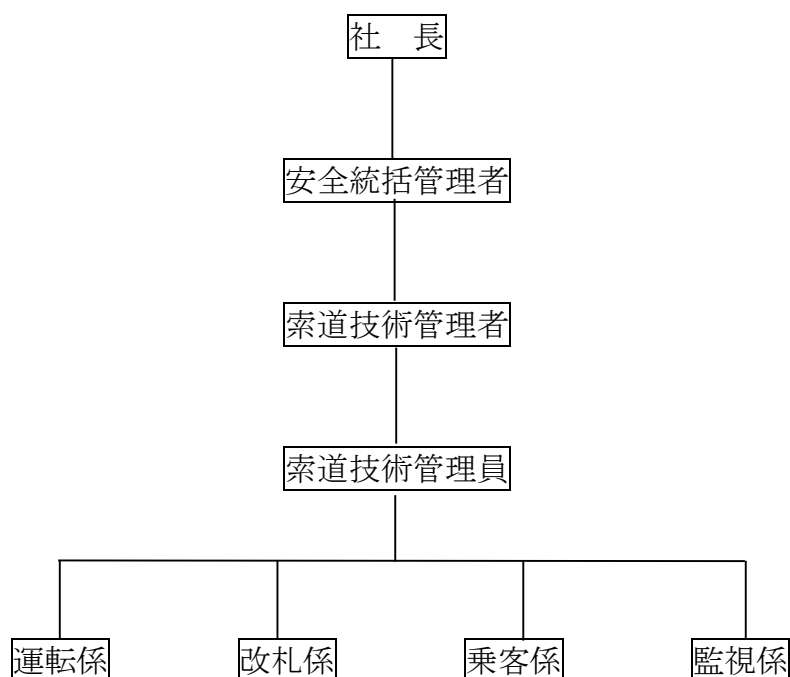 社　長
安全統括管理者
索道技術管理者
索道技術管理員
運転係
改札係
乗客係
監視係